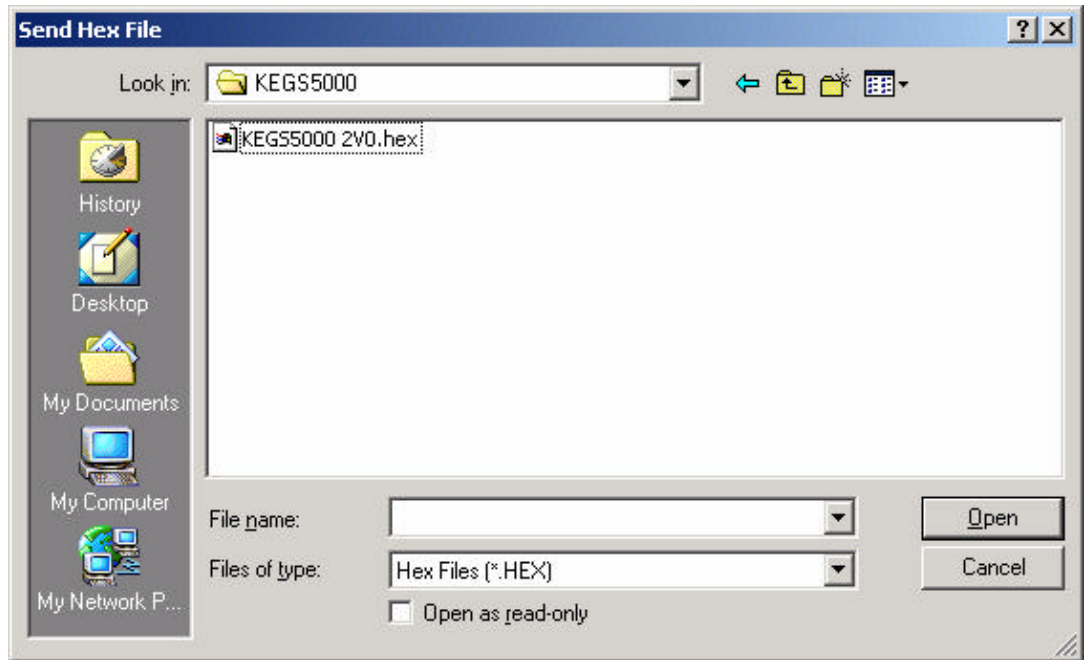 Send Hex File
Look in: KEGS5000
KEGS5000 2V0.hex
History
Desktop
My Documents
My Computer
My Network P...
File name:
Open
Files of type: Hex Files (*.HEX)
Cancel
Open as read-only